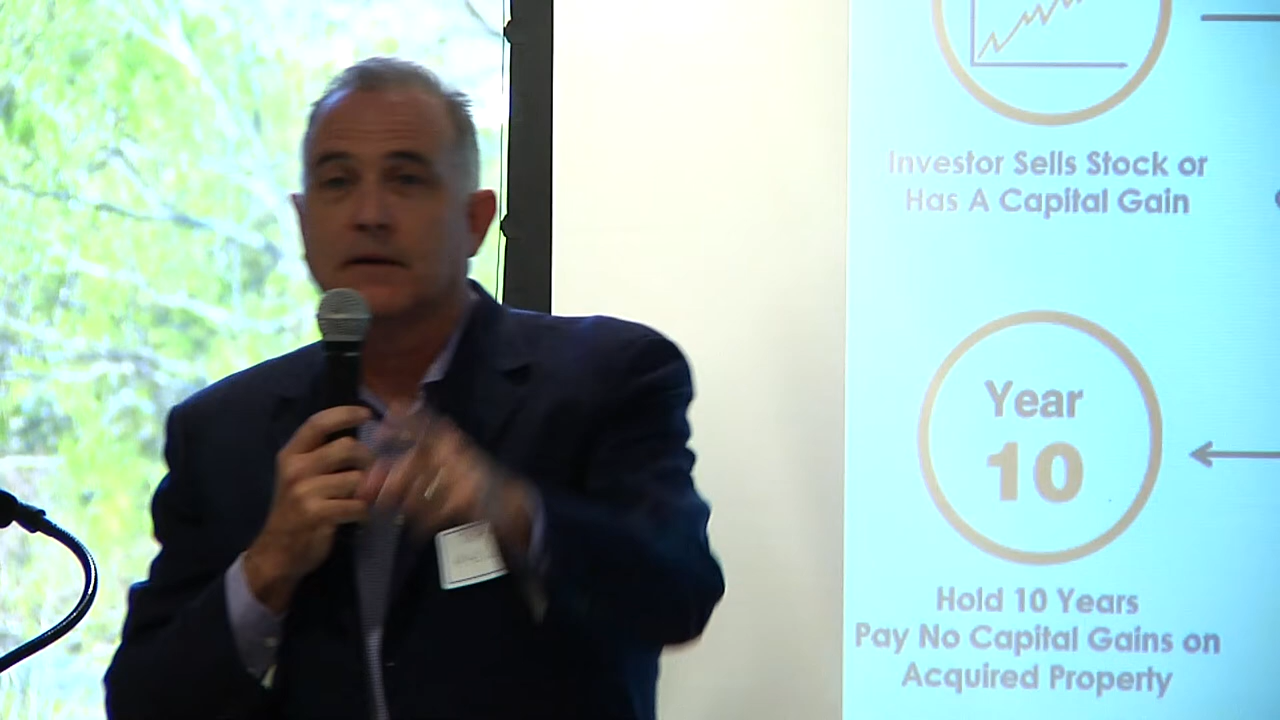 Investor Sells Stock or
Has A Capital Gain
Year
10
Hold 10 Years
Pay No Capital Gains on
Acquired Property